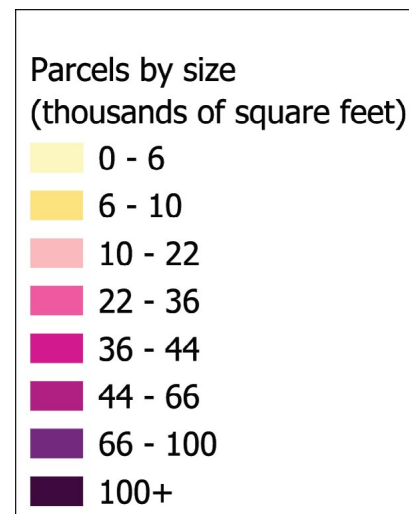 Parcels by size
(thousands of square feet)
0 - 6
6 - 10
10 - 22
22 - 36
36 - 44
44 - 66
66 - 100
100+